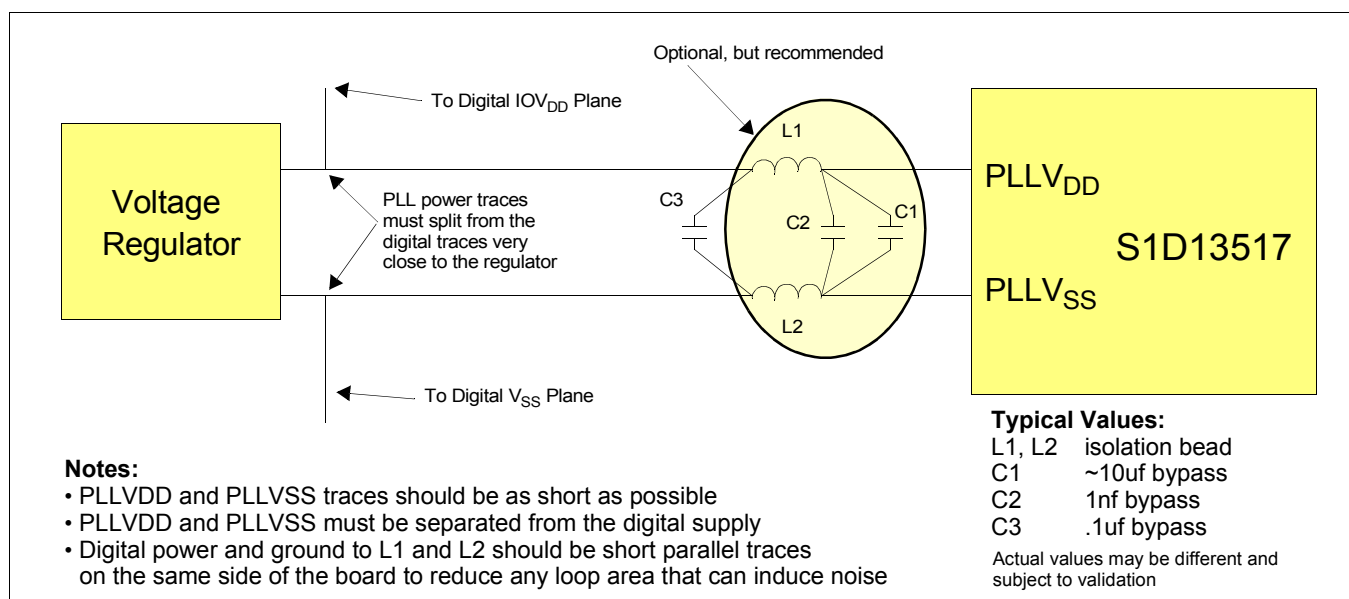 Optional, but recommended
To Digital IOVDD Plane
L1
Voltage
Regulator
PLL power traces
must split from the
digital traces very
close to the regulator
C3
C2
C1
PLLVDD
S1D13517
PLLVSS
L2
To Digital VSS Plane
Typical Values:
L1, L2 isolation bead
C1 ~10uf bypass
C2 1nf bypass
C3 .1uf bypass
Actual values may be different and
subject to validation
Notes:
• PLLVDD and PLLVSS traces should be as short as possible
• PLLVDD and PLLVSS must be separated from the digital supply
• Digital power and ground to L1 and L2 should be short parallel traces
on the same side of the board to reduce any loop area that can induce noise